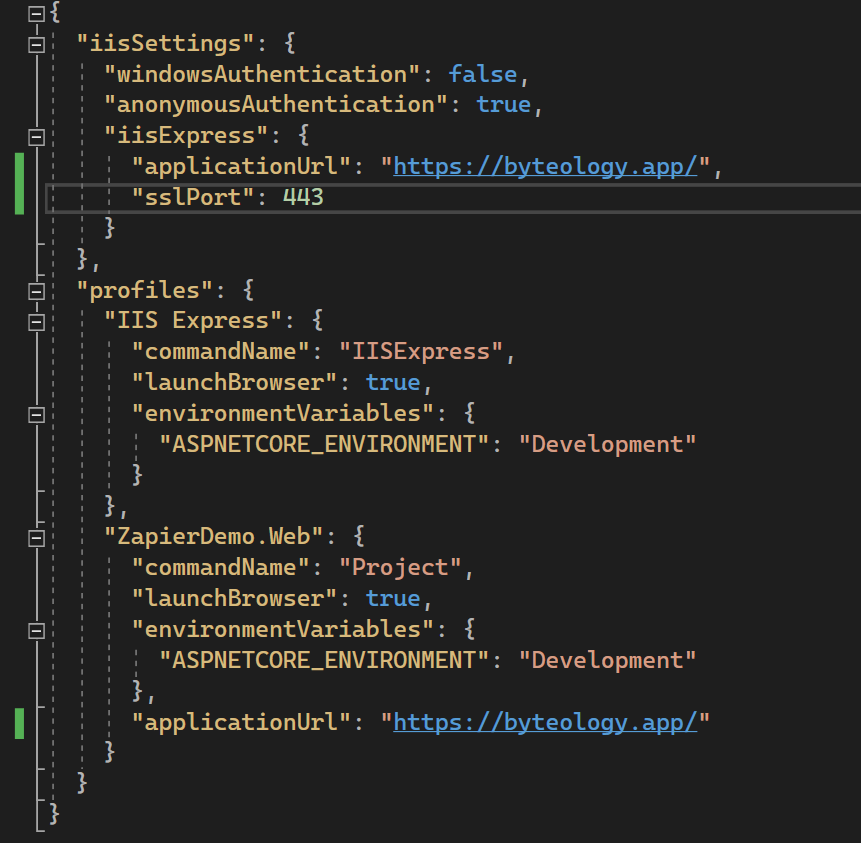 {
  "iisSettings": {
    "windowsAuthentication": false,
    "anonymousAuthentication": true,
    "iisExpress": {
      "applicationUrl": "https://byteology.app/",
      "sslPort": 443
    }
  },
  "profiles": {
    "IIS Express": {
      "commandName": "IISExpress",
      "launchBrowser": true,
      "environmentVariables": {
        "ASPNETCORE_ENVIRONMENT": "Development"
      }
    },
    "ZapierDemo.Web": {
      "commandName": "Project",
      "launchBrowser": true,
      "environmentVariables": {
        "ASPNETCORE_ENVIRONMENT": "Development"
      },
      "applicationUrl": "https://byteology.app/"
    }
  }
}